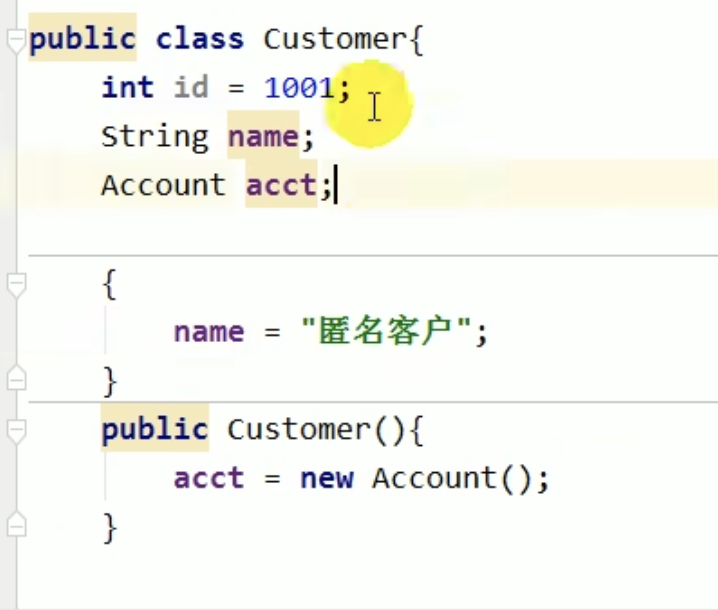 public class Customer{
int id = 1001;
String name;
Account acct;
{
name = "匿名客户";
}
public Customer(){
acct = new Account();
}